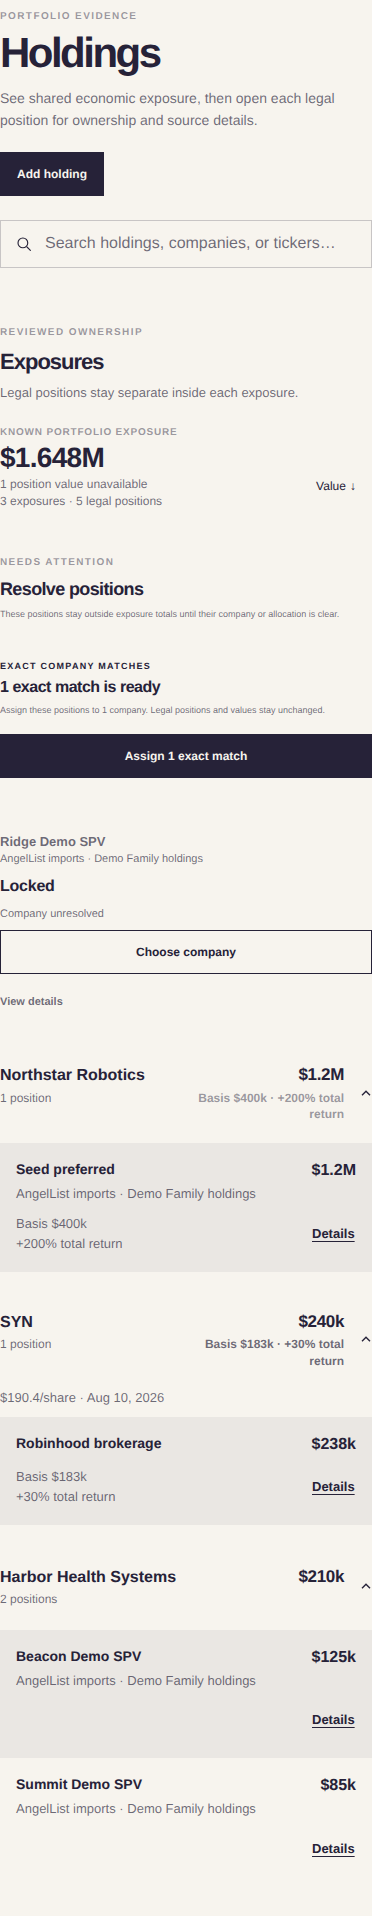 PORTFOLIO EVIDENCE
Holdings
See shared economic exposure, then open each legal
position for ownership and source details.
Add holding
Search holdings, companies, or tickers…
REVIEWED OWNERSHIP
Exposures
Legal positions stay separate inside each exposure.
KNOWN PORTFOLIO EXPOSURE
$1.648M
1 position value unavailable
3 exposures · 5 legal positions
Value ↓
NEEDS ATTENTION
Resolve positions
These positions stay outside exposure totals until their company or allocation is clear.
EXACT COMPANY MATCHES
1 exact match is ready
Assign these positions to 1 company. Legal positions and values stay unchanged.
Assign 1 exact match
Ridge Demo SPV
AngelList imports · Demo Family holdings
Locked
Company unresolved
Choose company
View details
Northstar Robotics $1.2M
1 position Basis $400k · +200% total
return
Seed preferred $1.2M
AngelList imports · Demo Family holdings
Basis $400k
+200% total return
Details
SYN $240k
1 position Basis $183k · +30% total
return
$190.4/share · Aug 10, 2026
Robinhood brokerage $238k
Basis $183k
+30% total return
Details
Harbor Health Systems $210k
2 positions
Beacon Demo SPV $125k
AngelList imports · Demo Family holdings
Details
Summit Demo SPV $85k
AngelList imports · Demo Family holdings
Details